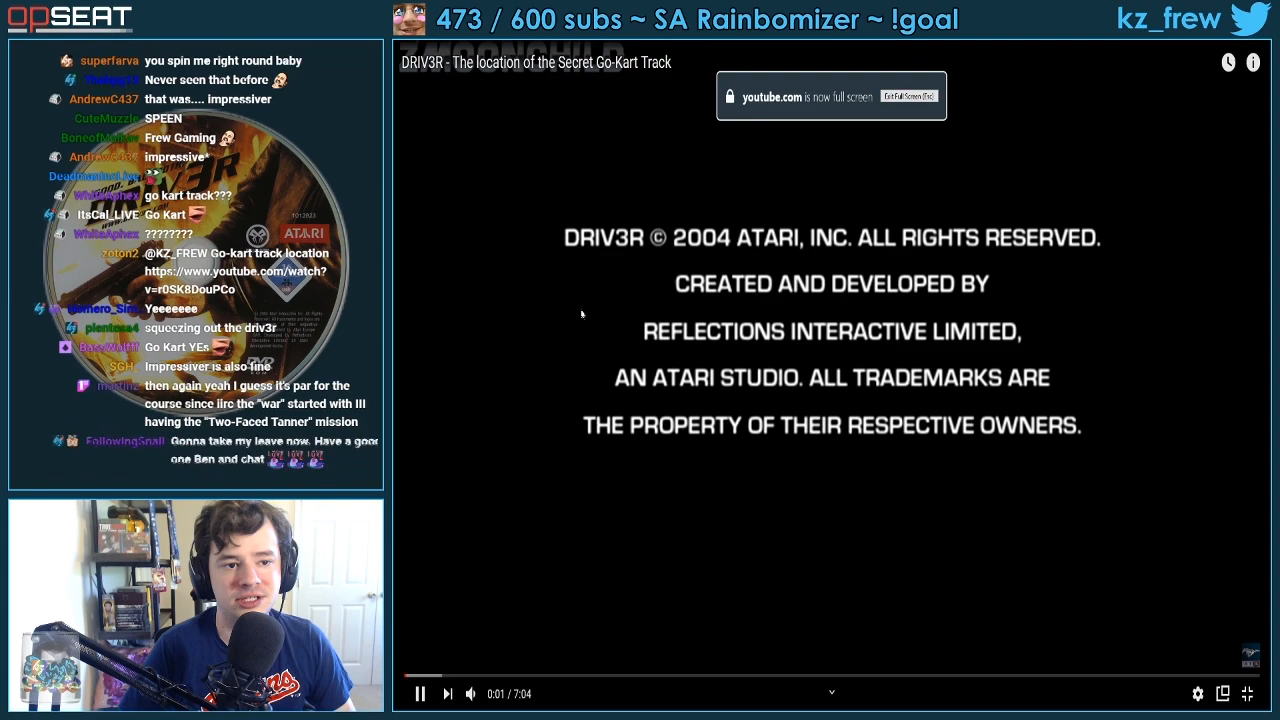 OPSEAT
473 / 600 subs ~ SA Rainbomizer ~ !goal
kz_frew
superfarva you spin me right round baby
Never seen that before
AndrewC437 that was.... impressiver
CuteMuzzle SPEEN
Frew Gaming
AndrewC437 impressive*
WhiteAphex go kart track???
ItsCal_LIVE Go Kart
WhiteAphex ????????
zoton2 @KZ_FREW Go-kart track location
https://www.youtube.com/watch?
v=r0SK8DouPCo
Yeeeeeee
plentosa4 squeezing out the driv3r
Go Kart YEs
SGH_ Impressiver is also fine
then again yeah I guess it's par for the
course since iirc the "war" started with III
having the "Two-Faced Tanner" mission
FollowingSnail Gonna take my leave now. Have a good
one Ben and chat
ATARI
DRIV3R - The location of the Secret Go-Kart Track
youtube.com is now full screen Exit Full Screen (Esc)
DRIV3R © 2004 ATARI, INC. ALL RIGHTS RESERVED.
CREATED AND DEVELOPED BY
REFLECTIONS INTERACTIVE LIMITED,
AN ATARI STUDIO. ALL TRADEMARKS ARE
THE PROPERTY OF THEIR RESPECTIVE OWNERS.
0:01 / 7:04